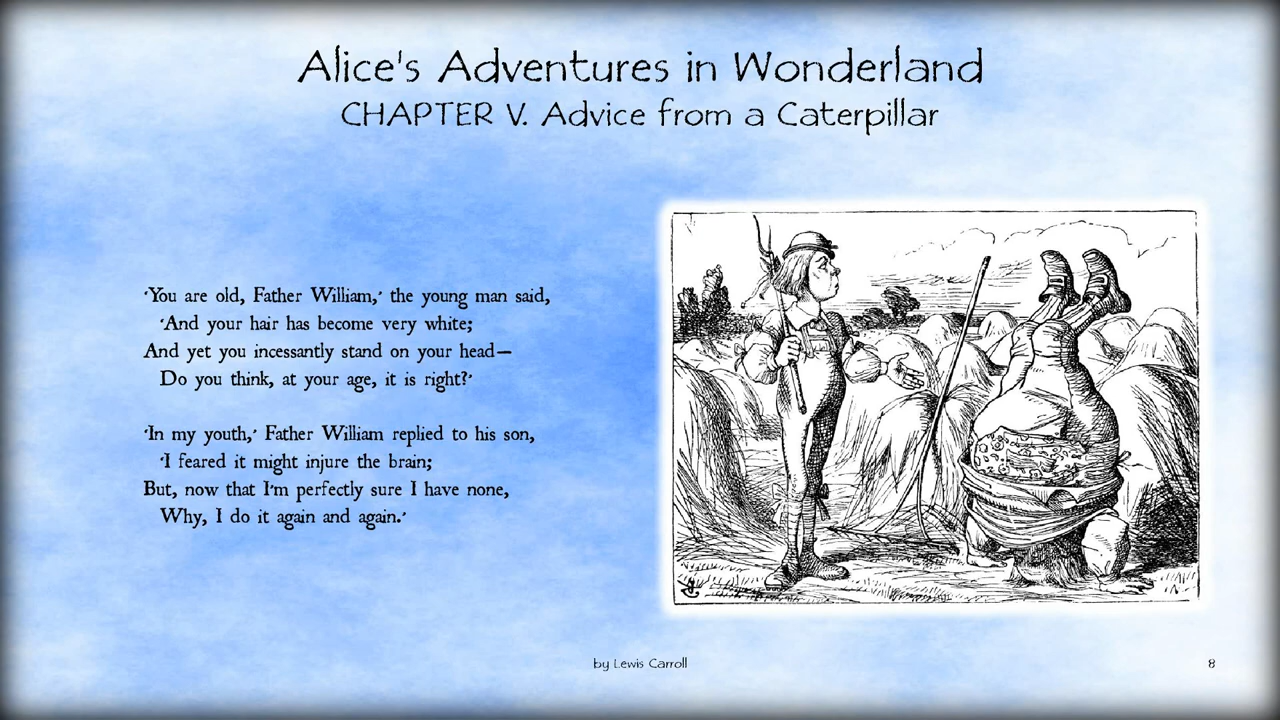 Alice's Adventures in Wonderland
CHAPTER V. Advice from a Caterpillar
'You are old, Father William,' the young man said,
'And your hair has become very white;
And yet you incessantly stand on your head—
Do you think, at your age, it is right?'
'In my youth,' Father William replied to his son,
'I feared it might injure the brain;
But, now that I'm perfectly sure I have none,
Why, I do it again and again.'
by Lewis Carroll
8